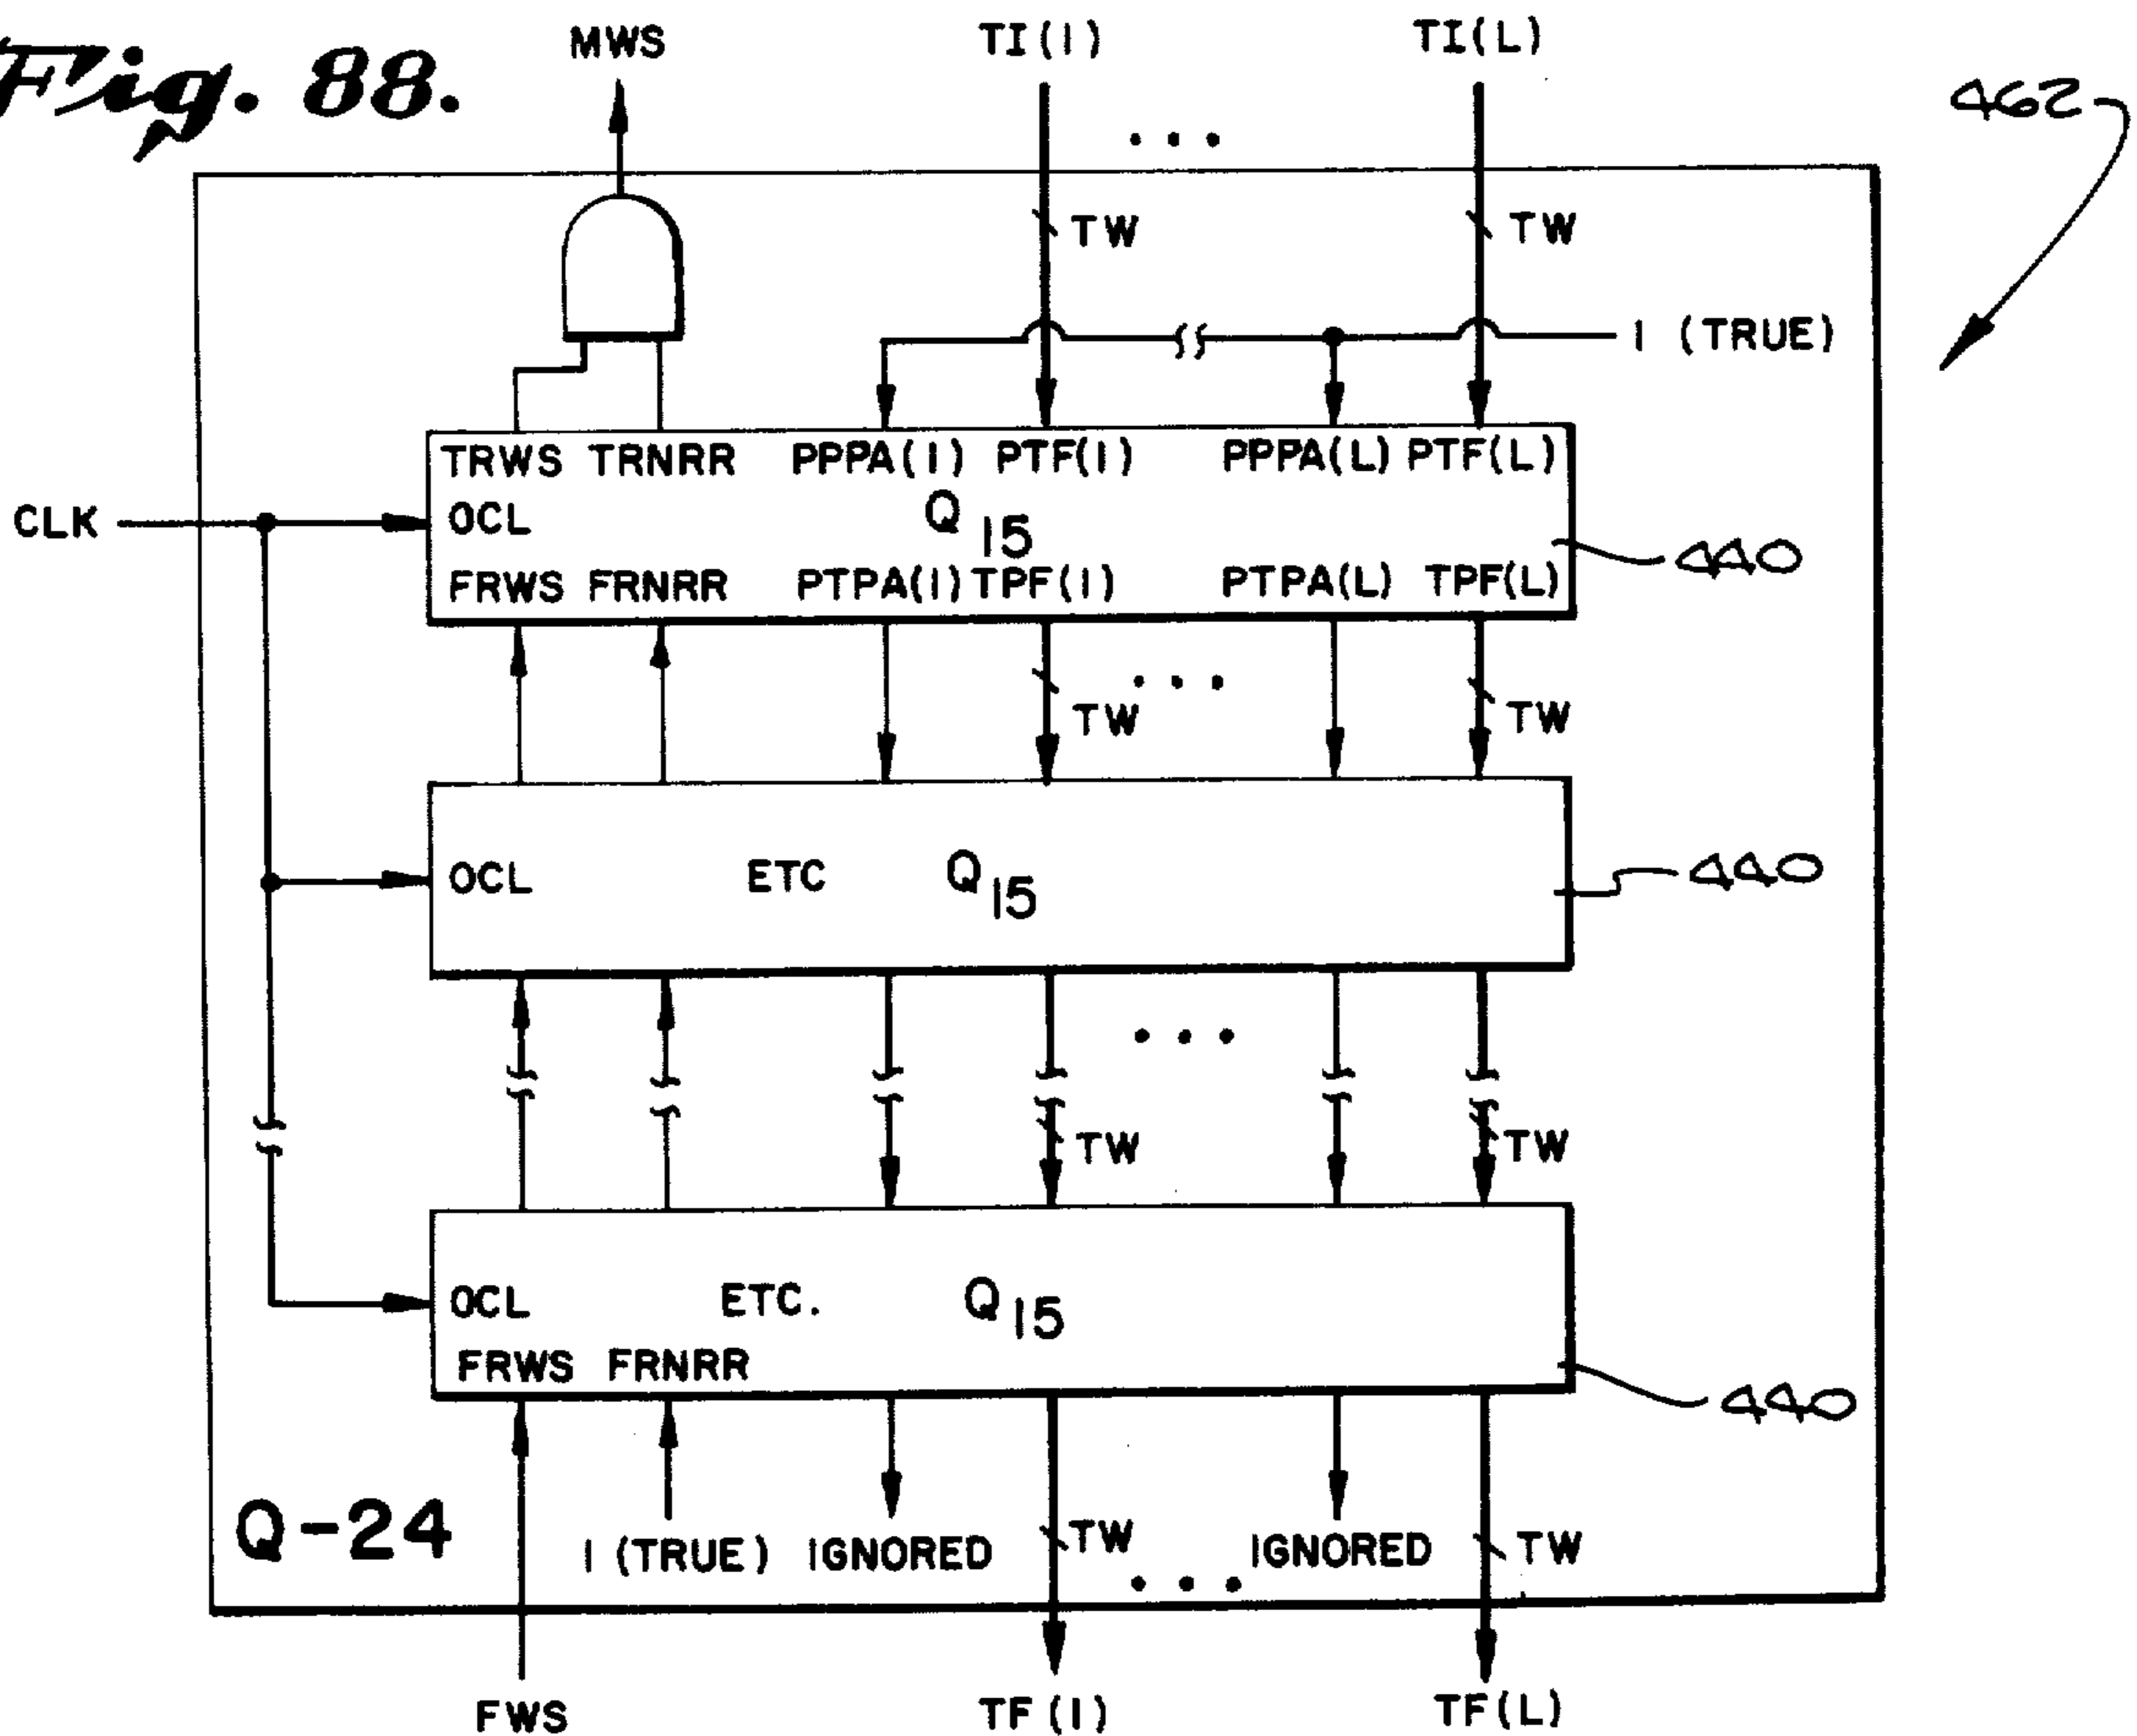 Fig. 88.
MWS TI(1) ... TI(L)
462
TW TW
1 (TRUE)
TRWS TRNRR PPPA(1) PTF(1) PPPA(L) PTF(L)
CLK OCL Q15
440
FRWS FRNRR PTPA(1) TPF(1) PTPA(L) TPF(L)
... TW TW
OCL ETC Q15 440
...
TW TW
OCL ETC. Q15
FRWS FRNRR
440
Q-24 1 (TRUE) IGNORED TW ... IGNORED TW
FWS TF(1) TF(L)